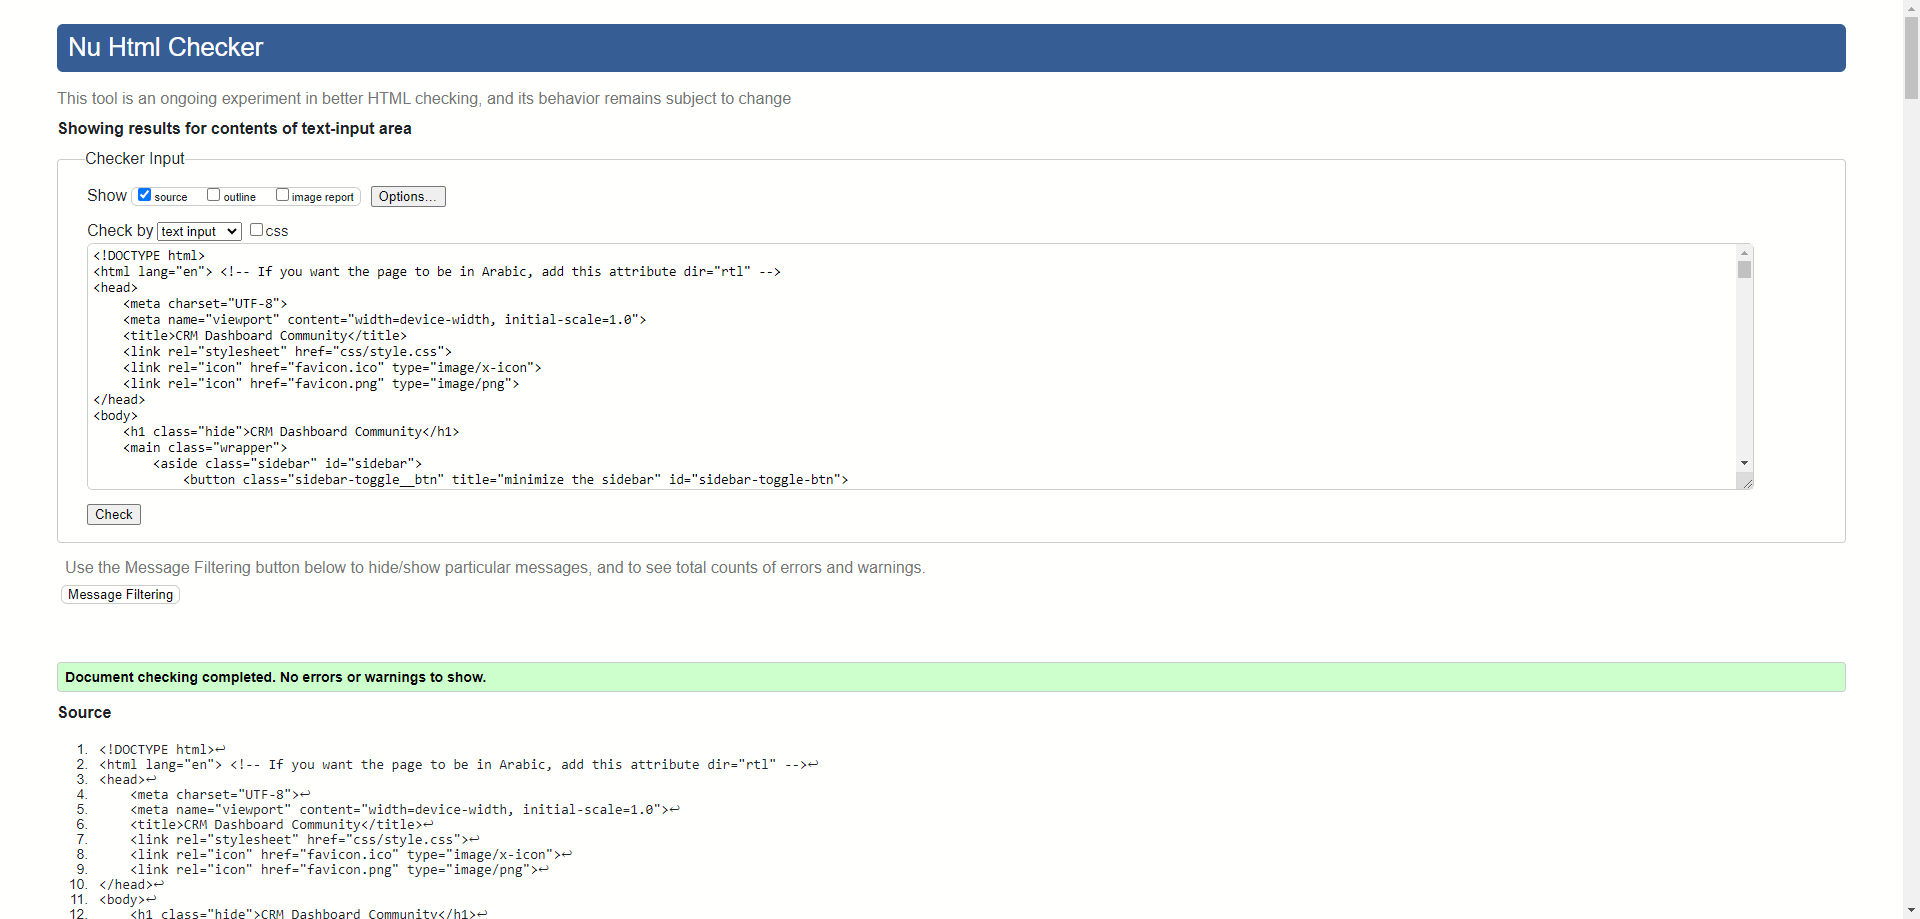 Nu Html Checker
This tool is an ongoing experiment in better HTML checking, and its behavior remains subject to change
Showing results for contents of text-input area
Checker Input
Show source outline image report Options...
Check by text input css
<!DOCTYPE html>
<html lang="en"> <!-- If you want the page to be in Arabic, add this attribute dir="rtl" -->
<head>
    <meta charset="UTF-8">
    <meta name="viewport" content="width=device-width, initial-scale=1.0">
    <title>CRM Dashboard Community</title>
    <link rel="stylesheet" href="css/style.css">
    <link rel="icon" href="favicon.ico" type="image/x-icon">
    <link rel="icon" href="favicon.png" type="image/png">
</head>
<body>
    <h1 class="hide">CRM Dashboard Community</h1>
    <main class="wrapper">
        <aside class="sidebar" id="sidebar">
            <button class="sidebar-toggle__btn" title="minimize the sidebar" id="sidebar-toggle-btn">
Check
Use the Message Filtering button below to hide/show particular messages, and to see total counts of errors and warnings.
Message Filtering
Document checking completed. No errors or warnings to show.
Source
1. <!DOCTYPE html>↩
2. <html lang="en"> <!-- If you want the page to be in Arabic, add this attribute dir="rtl" -->↩
3. <head>↩
4.     <meta charset="UTF-8">↩
5.     <meta name="viewport" content="width=device-width, initial-scale=1.0">↩
6.     <title>CRM Dashboard Community</title>↩
7.     <link rel="stylesheet" href="css/style.css">↩
8.     <link rel="icon" href="favicon.ico" type="image/x-icon">↩
9.     <link rel="icon" href="favicon.png" type="image/png">↩
10. </head>↩
11. <body>↩
12.     <h1 class="hide">CRM Dashboard Community</h1>↩